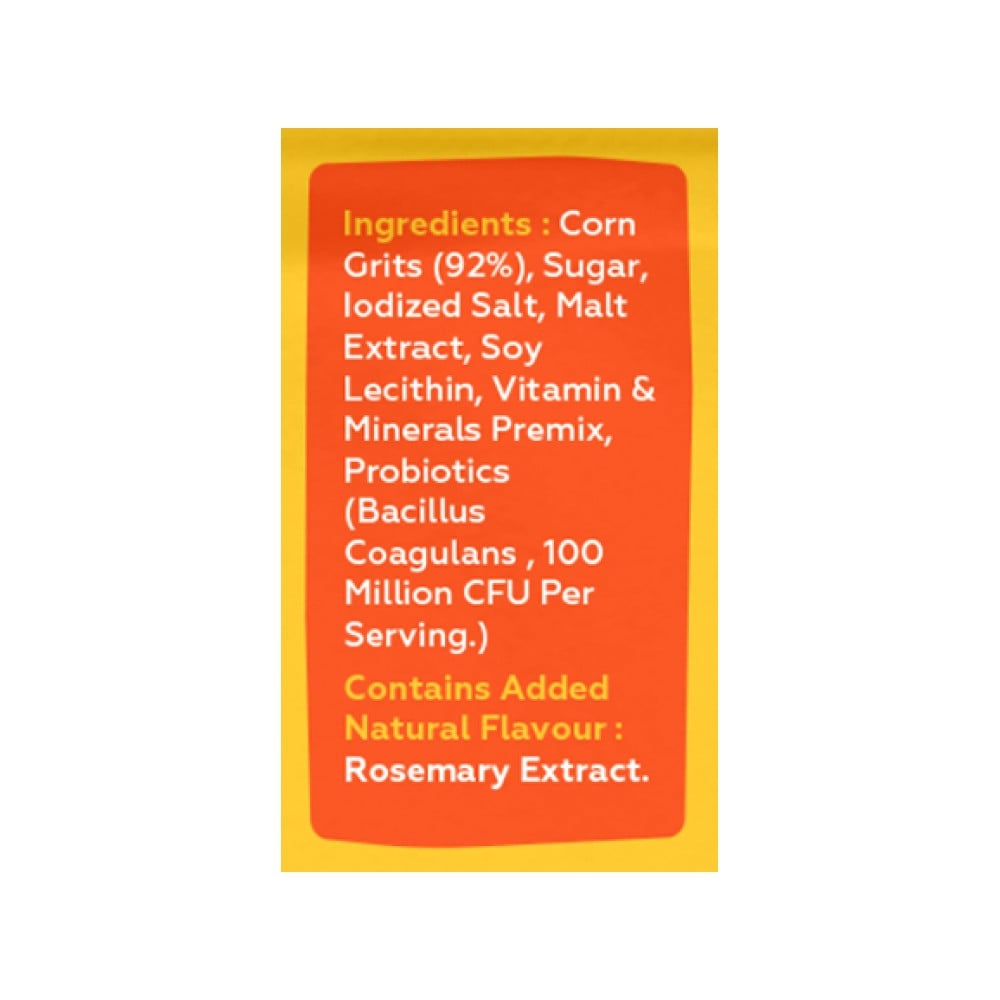 Ingredients : Corn
Grits (92%), Sugar,
Iodized Salt, Malt
Extract, Soy
Lecithin, Vitamin &
Minerals Premix,
Probiotics
(Bacillus
Coagulans , 100
Million CFU Per
Serving.)
Contains Added
Natural Flavour :
Rosemary Extract.